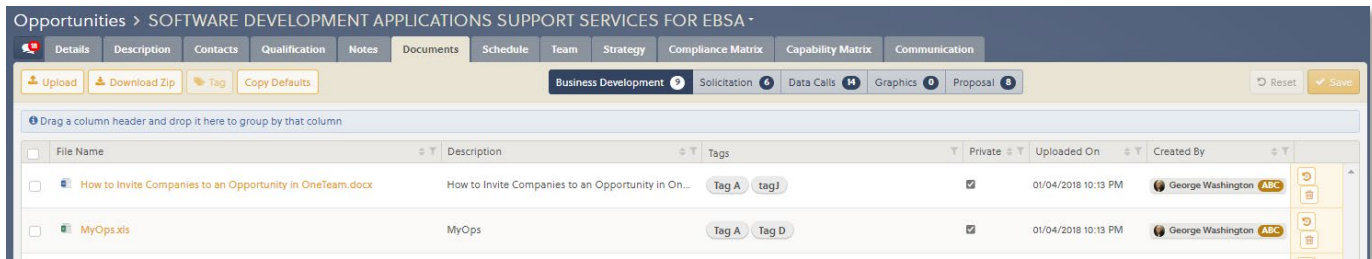 Opportunities > SOFTWARE DEVELOPMENT APPLICATIONS SUPPORT SERVICES FOR EBSA
Details Description Contacts Qualification Notes Documents Schedule Team Strategy Compliance Matrix Capability Matrix Communication
Upload Download Zip Tag Copy Defaults Business Development 9 Solicitation 6 Data Calls 14 Graphics 0 Proposal 8 Reset Save
Drag a column header and drop it here to group by that column
File Name Description Tags Private Uploaded On Created By
How to Invite Companies to an Opportunity in OneTeam.docx How to Invite Companies to an Opportunity in On... Tag A tagJ 01/04/2018 10:13 PM George Washington ABC
MyOps.xls MyOps Tag A Tag D 01/04/2018 10:13 PM George Washington ABC